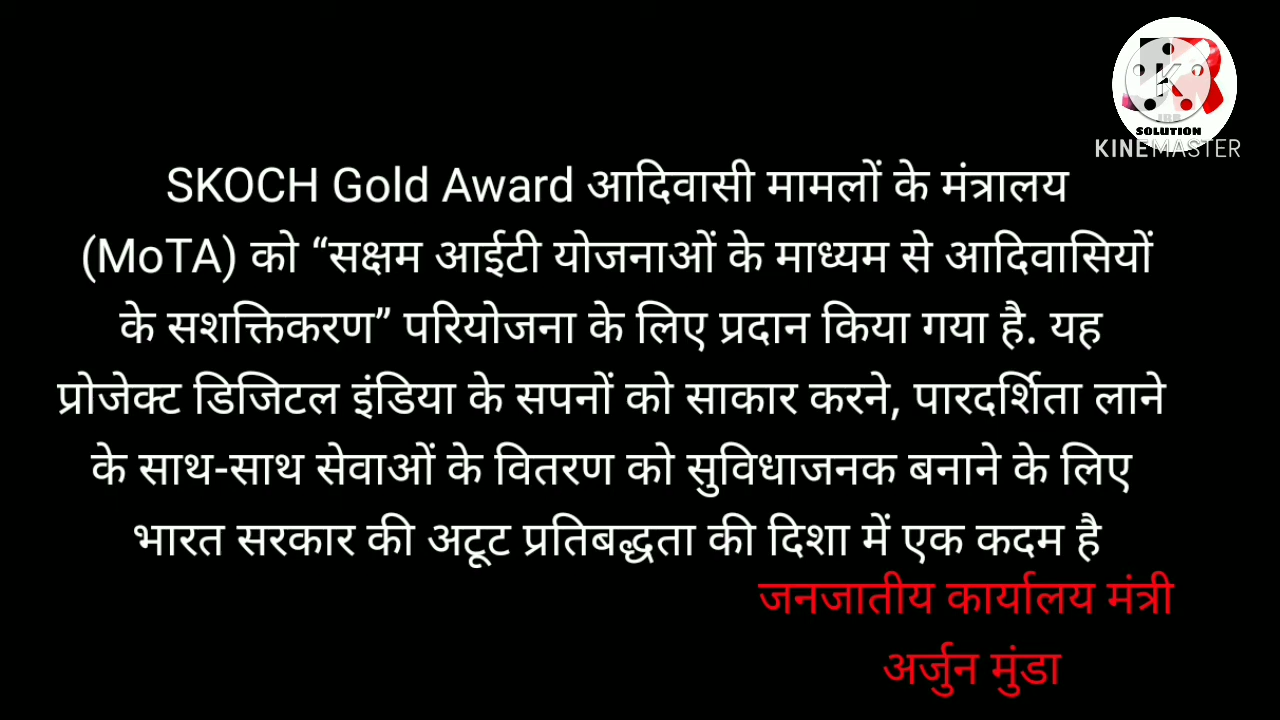 SOLUTION
KINEMASTER
SKOCH Gold Award आदिवासी मामलों के मंत्रालय
(MoTA) को “सक्षम आईटी योजनाओं के माध्यम से आदिवासियों
के सशक्तिकरण” परियोजना के लिए प्रदान किया गया है. यह
प्रोजेक्ट डिजिटल इंडिया के सपनों को साकार करने, पारदर्शिता लाने
के साथ-साथ सेवाओं के वितरण को सुविधाजनक बनाने के लिए
भारत सरकार की अटूट प्रतिबद्धता की दिशा में एक कदम है
जनजातीय कार्यालय मंत्री
अर्जुन मुंडा